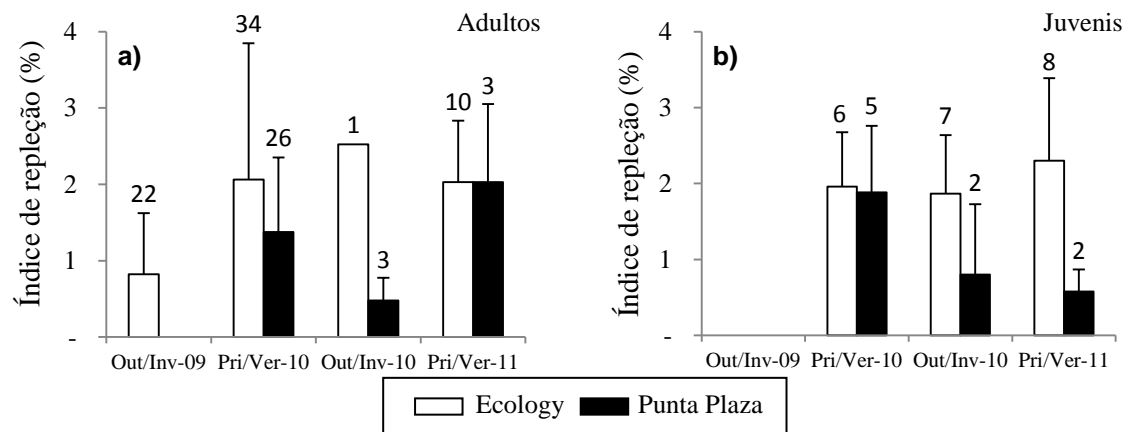 Adultos
a)
Índice de repleção (%)
4
3
2
1
-
22
34
26
1
3
10
3
Out/Inv-09 Pri/Ver-10 Out/Inv-10 Pri/Ver-11
Juvenis
b)
Índice de repleção (%)
4
3
2
1
-
6
5
7
2
8
2
Out/Inv-09 Pri/Ver-10 Out/Inv-10 Pri/Ver-11
Ecology Punta Plaza